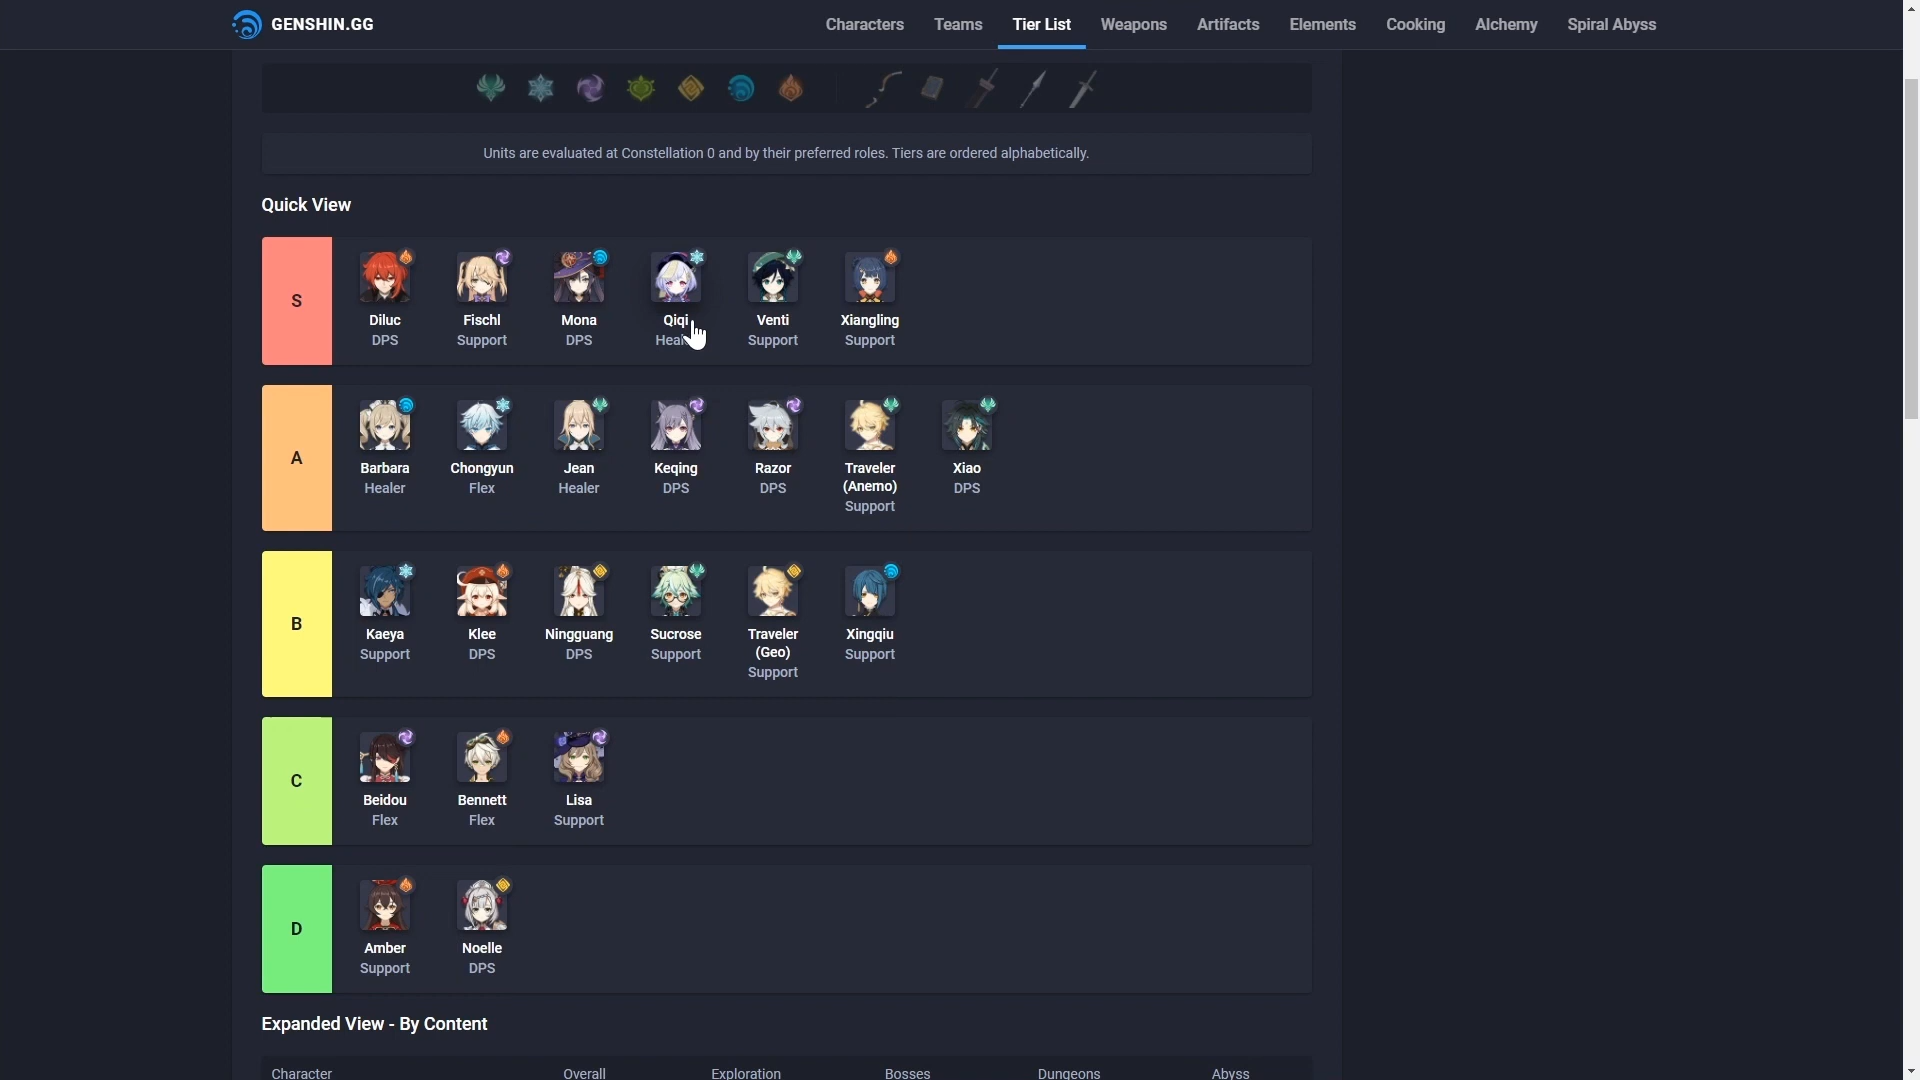 GENSHIN.GG
Characters Teams Tier List Weapons Artifacts Elements Cooking Alchemy Spiral Abyss
Units are evaluated at Constellation 0 and by their preferred roles. Tiers are ordered alphabetically.
Quick View
S
Diluc Fischl Mona Qiqi Venti Xiangling
DPS Support DPS Support Support
A
Barbara Chongyun Jean Keqing Razor Traveler (Anemo) Xiao
Healer Flex Healer DPS DPS Support DPS
B
Kaeya Klee Ningguang Sucrose Traveler (Geo) Xingqiu
Support DPS DPS Support Support Support
C
Beidou Bennett Lisa
Flex Flex Support
D
Amber Noelle
Support DPS
Expanded View - By Content
Character Overall Exploration Bosses Dungeons Abyss